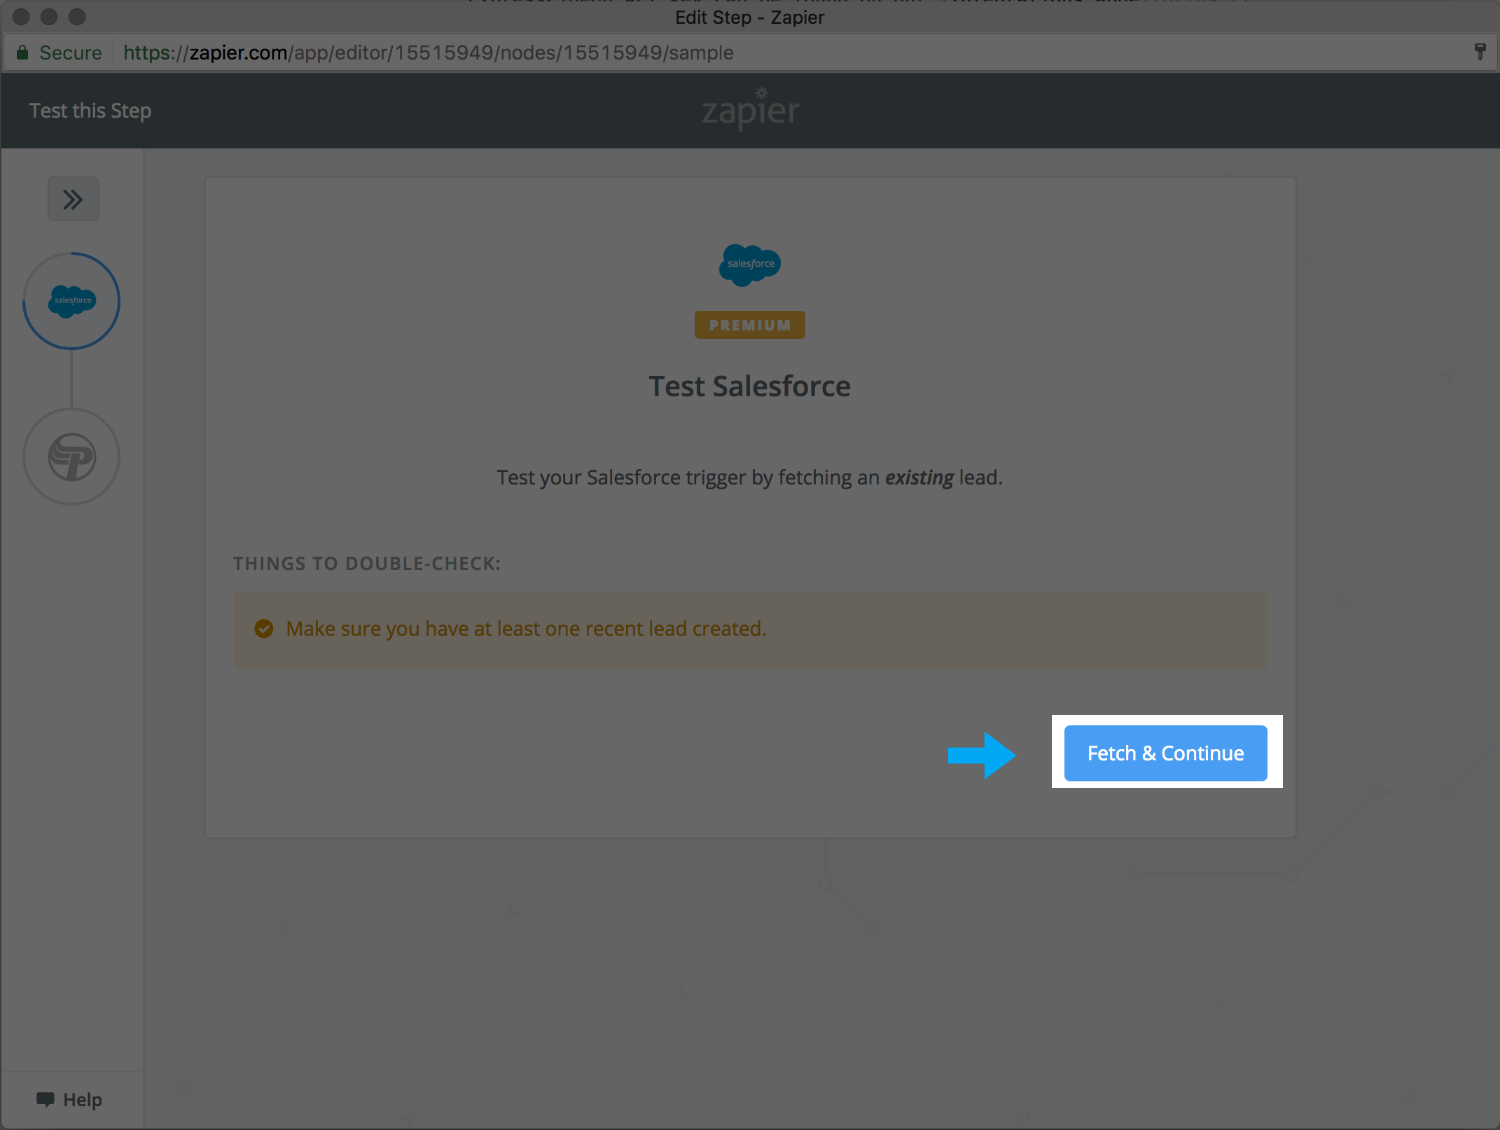 Edit Step - Zapier
Secure https://zapier.com/app/editor/15515949/nodes/15515949/sample
Test this Step
zapier
salesforce
salesforce
PREMIUM
Test Salesforce
Test your Salesforce trigger by fetching an existing lead.
THINGS TO DOUBLE-CHECK:
Make sure you have at least one recent lead created.
Fetch & Continue
Help